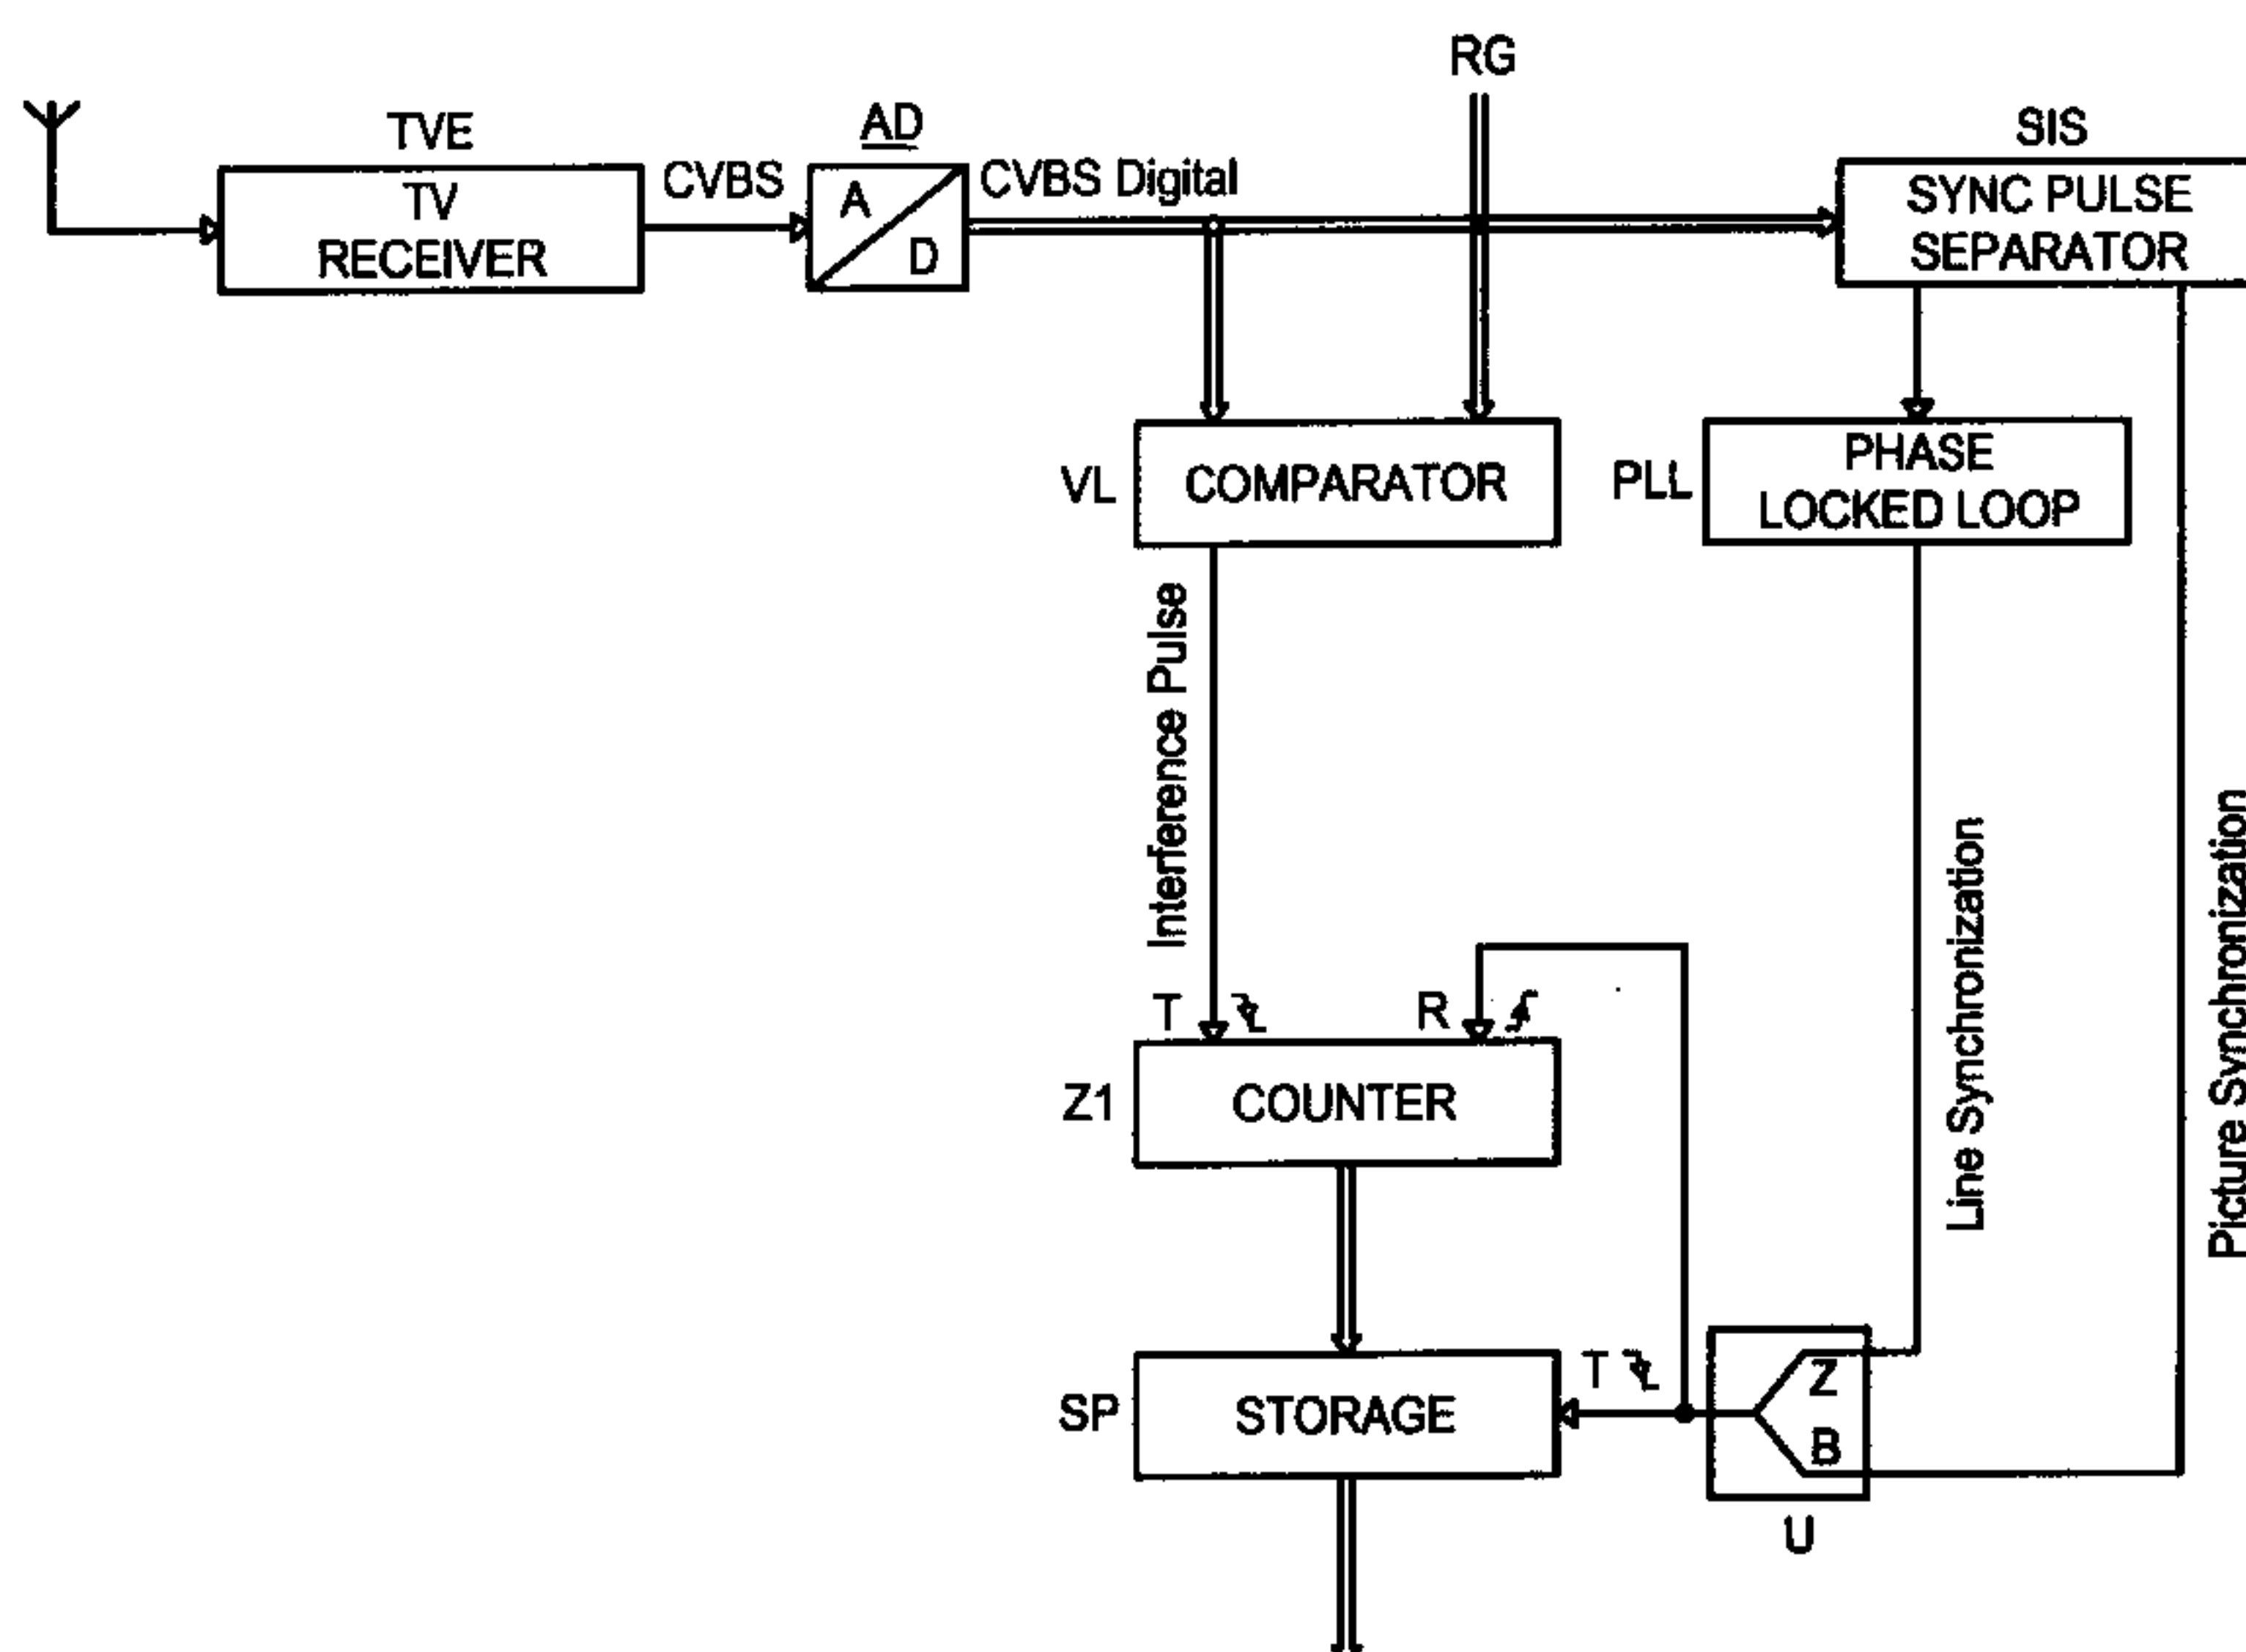 RG
TVE
AD
SIS
TV
RECEIVER
CVBS
A
D
CVBS Digital
SYNC PULSE
SEPARATOR
VL
COMPARATOR
PLL
PHASE
LOCKED LOOP
Interference Pulse
Line Synchronization
Picture Synchronization
T
R
Z1
COUNTER
SP
STORAGE
T
Z
B
U